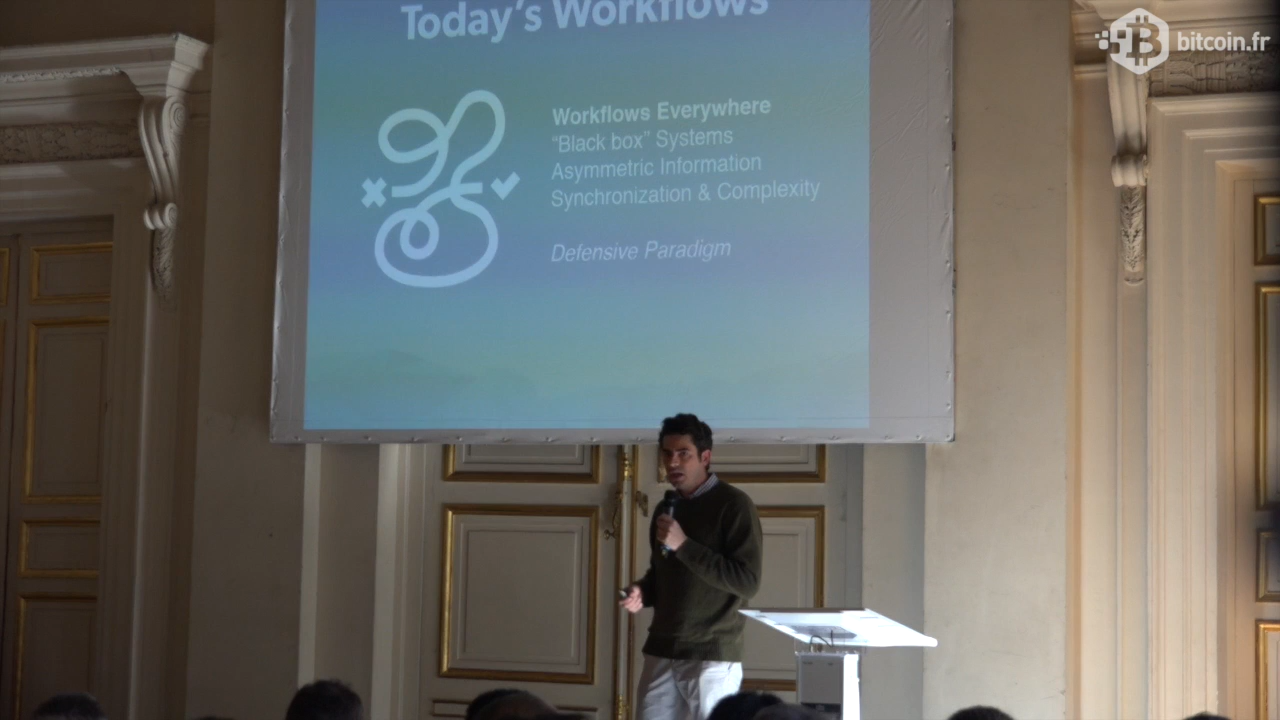 Today's Workflows
Workflows Everywhere
"Black box" Systems
Asymmetric Information
Synchronization & Complexity
Defensive Paradigm
bitcoin.fr